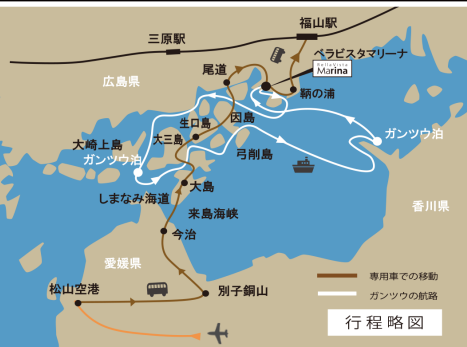 福山駅
三原駅
ベラビスタマリーナ
BellaVista
Marina
尾道
広島県
鞆の浦
因島
生口島
ガンツウ泊
大崎上島
大三島
ガンツウ泊
弓削島
大島
しまなみ海道
香川県
来島海峡
今治
愛媛県
専用車での移動
松山空港
別子銅山
ガンツウの航路
行程略図